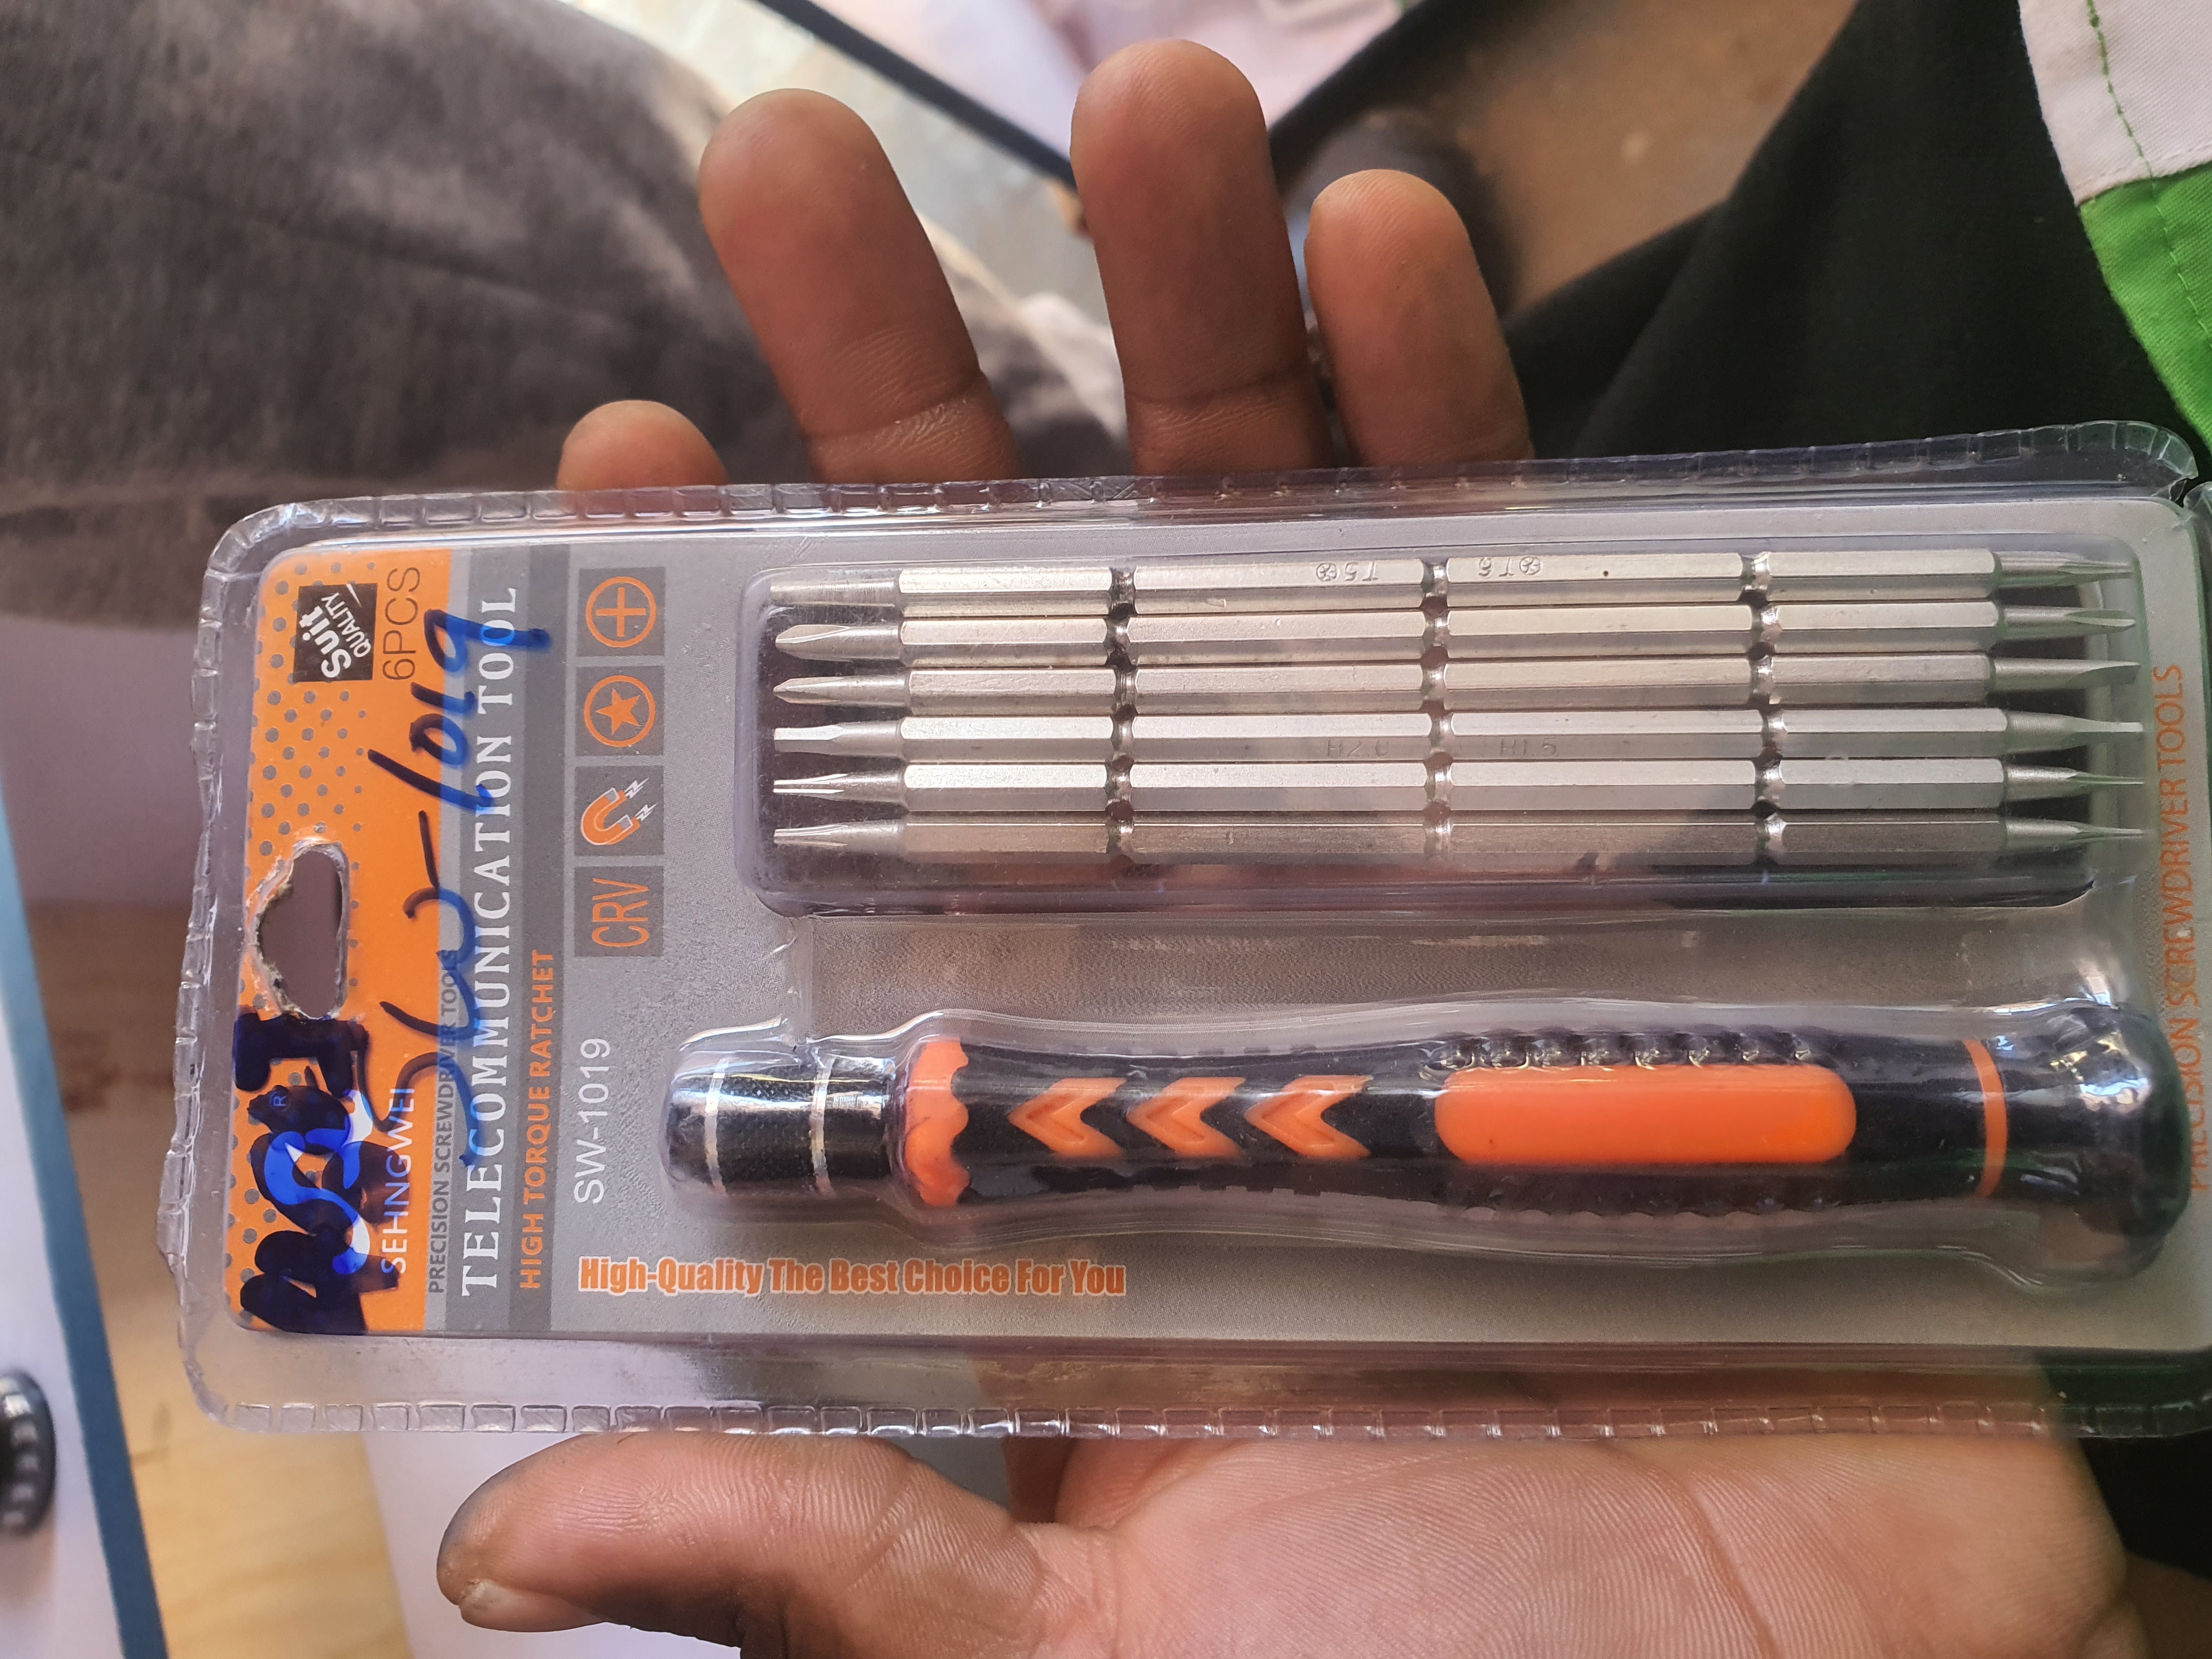 Suit
QUALITY
6PCS
SW-1019
®
SEHNGWEI
PRECISION SCREWDRIVER TOOLS
TELECOMMUNICATION TOOL
HIGH TORQUE RATCHET
CRV
SW-1019
High-Quality The Best Choice For You
T5 T6
H2.0 H1.5
PRECISION SCREWDRIVER TOOLS